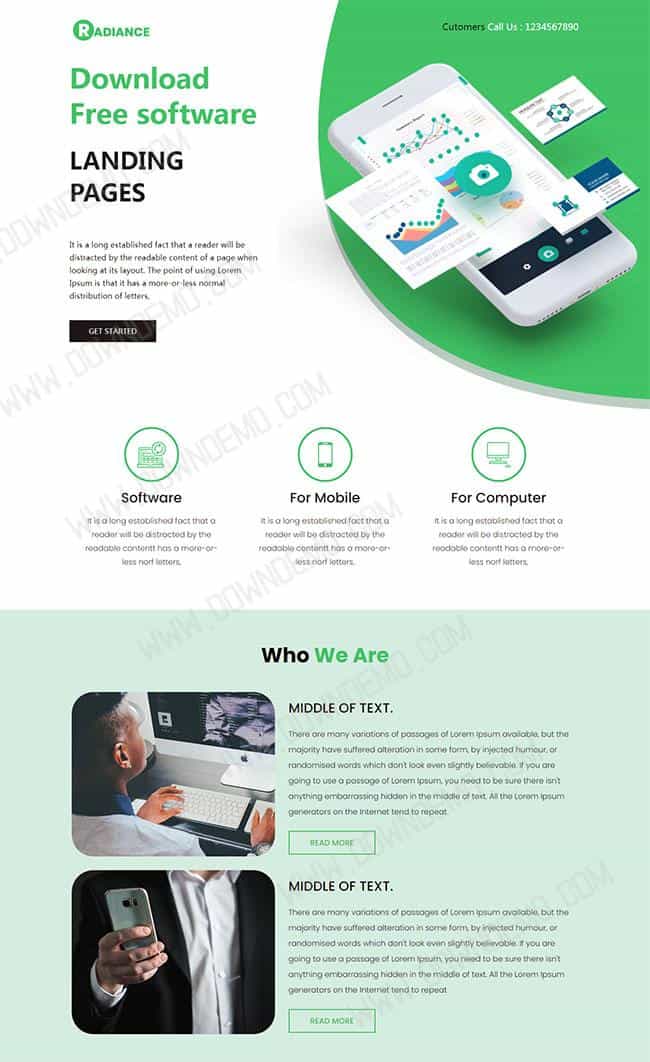 RADIANCE
Cutomers Call Us : 1234567890
Download
Free software
LANDING
PAGES
It is a long established fact that a reader will be
distracted by the readable content of a page when
looking at its layout. The point of using Lorem
Ipsum is that it has a more-or-less normal
distribution of letters,
GET STARTED
Software
It is a long established fact that a
reader will be distracted by the
readable contentt has a more-or-
less norf letters,
For Mobile
It is a long established fact that a
reader will be distracted by the
readable contentt has a more-or-
less norf letters,
For Computer
It is a long established fact that a
reader will be distracted by the
readable contentt has a more-or-
less norf letters,
Who We Are
MIDDLE OF TEXT.
There are many variations of passages of Lorem Ipsum available, but the
majority have suffered alteration in some form, by injected humour, or
randomised words which don't look even slightly believable. If you are
going to use a passage of Lorem Ipsum, you need to be sure there isn't
anything embarrassing hidden in the middle of text. All the Lorem Ipsum
generators on the Internet tend to repeat
READ MORE
MIDDLE OF TEXT.
There are many variations of passages of Lorem Ipsum available, but the
majority have suffered alteration in some form, by injected humour, or
randomised words which don't look even slightly believable. If you are
going to use a passage of Lorem Ipsum, you need to be sure there isn't
anything embarrassing hidden in the middle of text. All the Lorem Ipsum
generators on the Internet tend to repeat
READ MORE
WWW.DOWNDEMO.COM
WWW.DOWNDEMO.COM
WWW.DOWNDEMO.COM
WWW.DOWNDEMO.COM